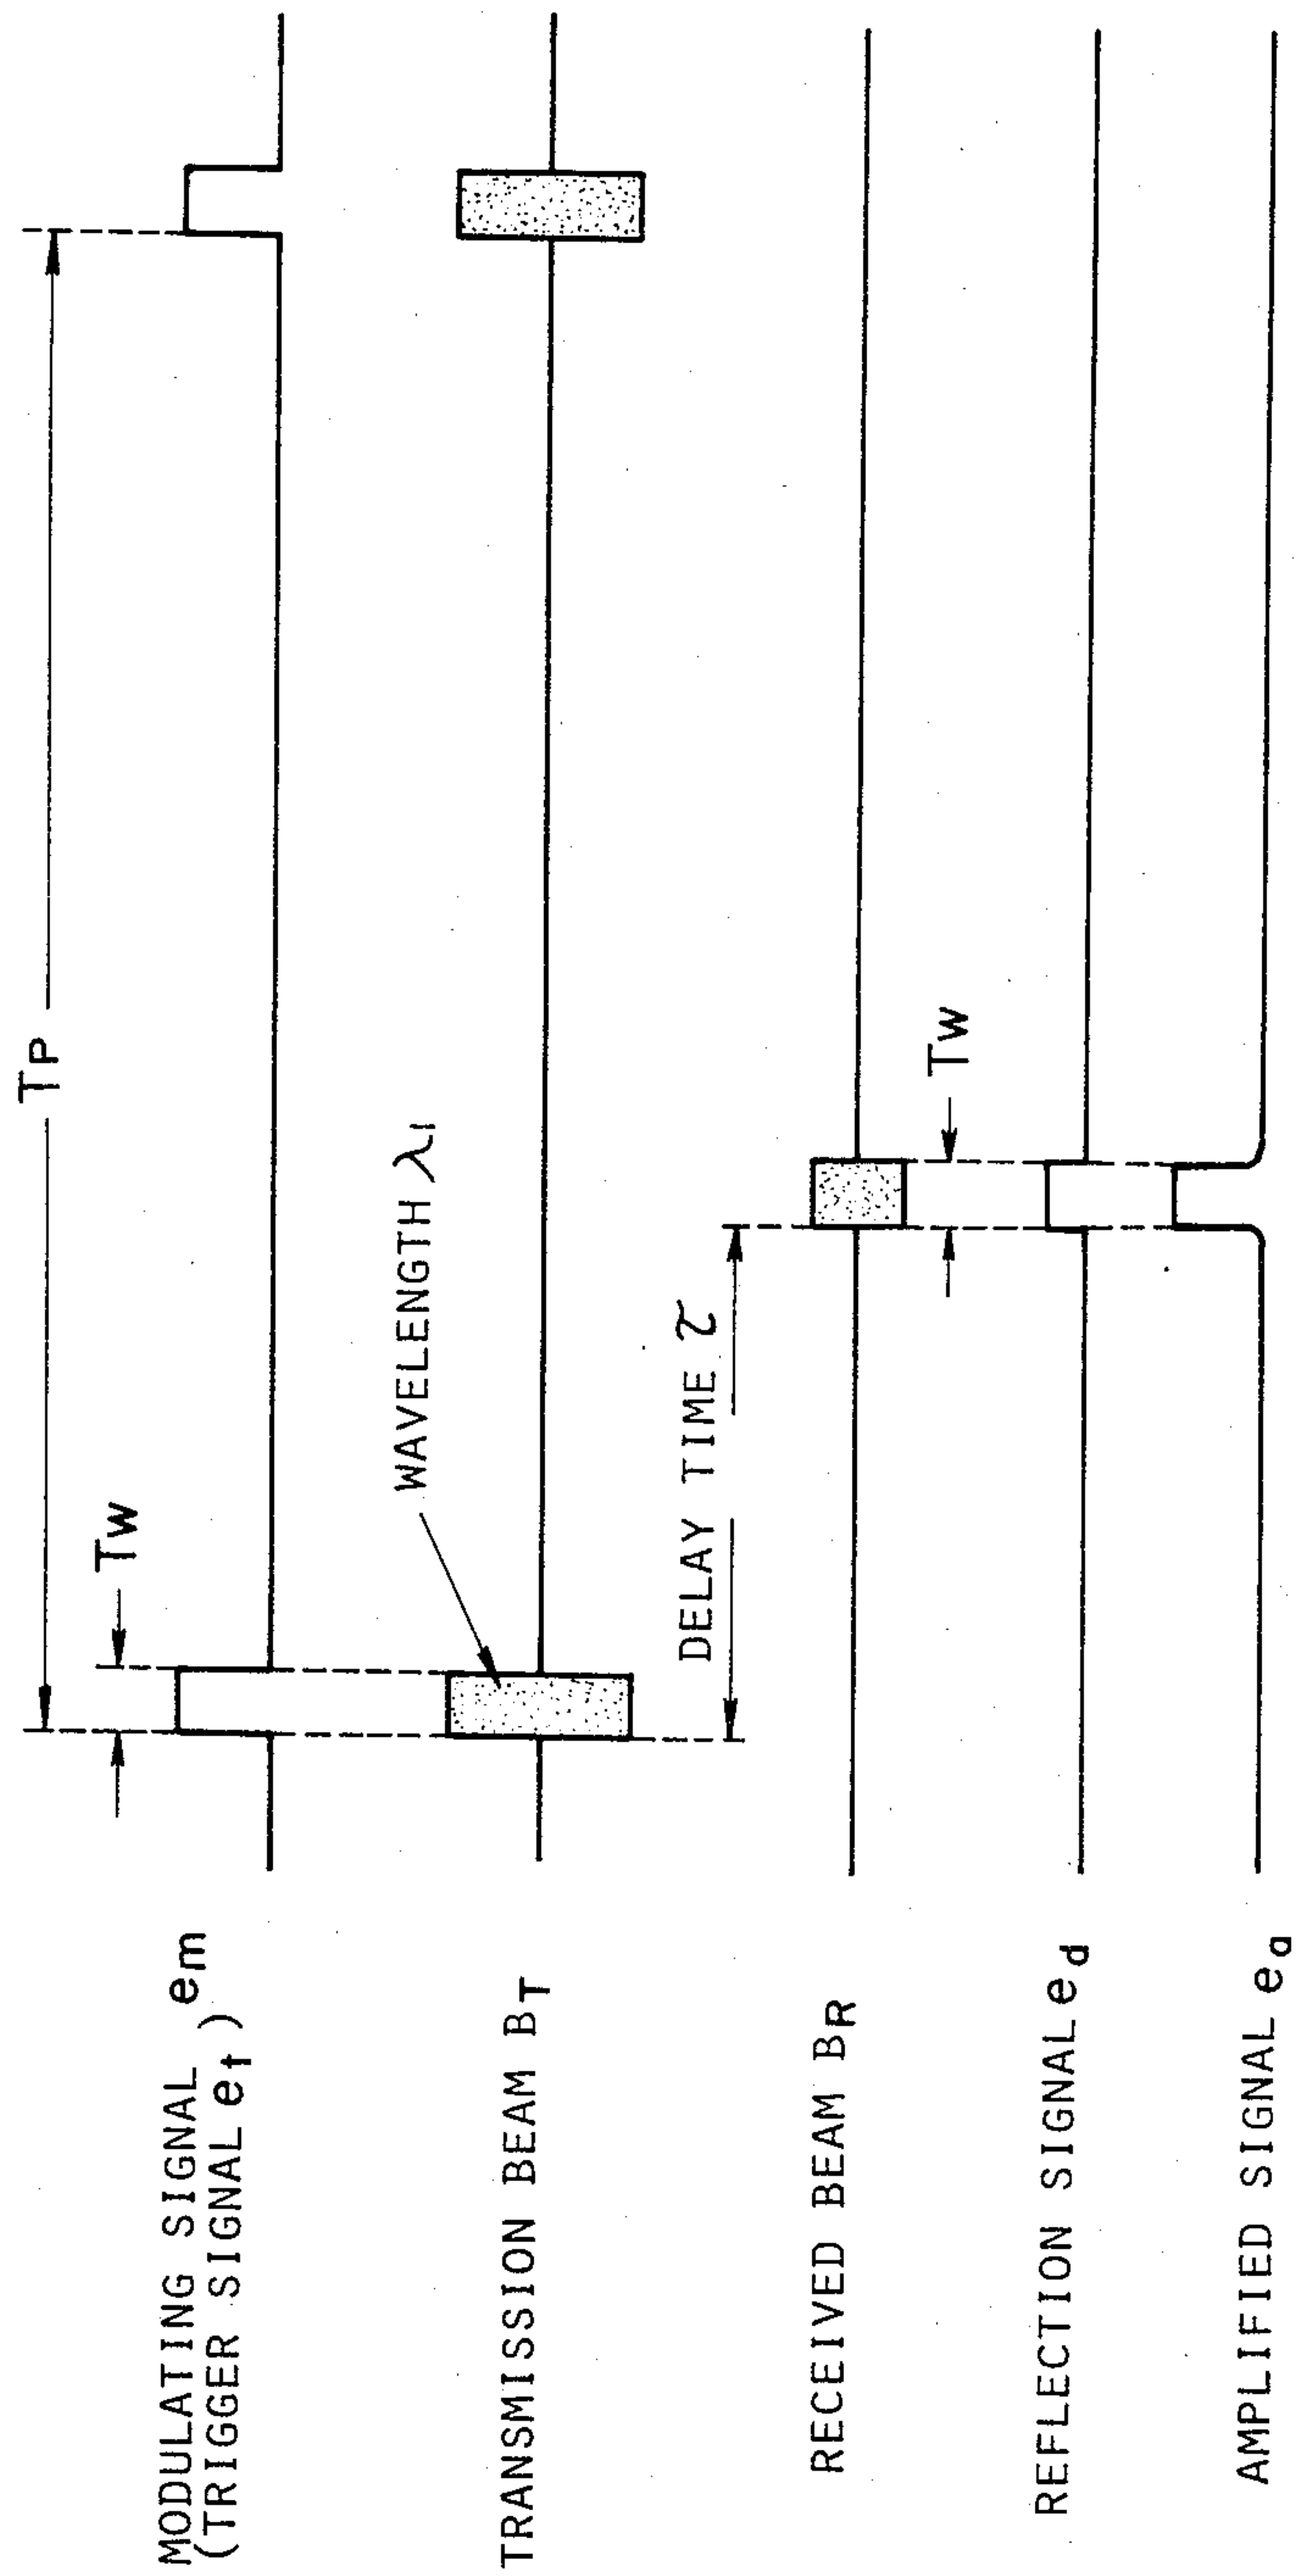 TP
TW
MODULATING SIGNAL em
(TRIGGER SIGNAL et)
WAVELENGTH λ1
TRANSMISSION BEAM BT
DELAY TIME τ
RECEIVED BEAM BR
TW
REFLECTION SIGNAL ed
AMPLIFIED SIGNAL ea